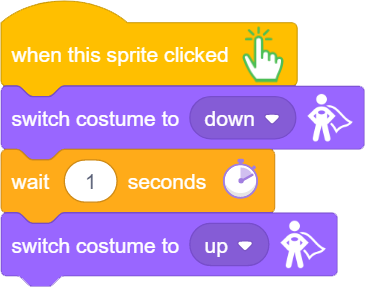 when this sprite clicked
switch costume to down
wait 1 seconds
switch costume to up